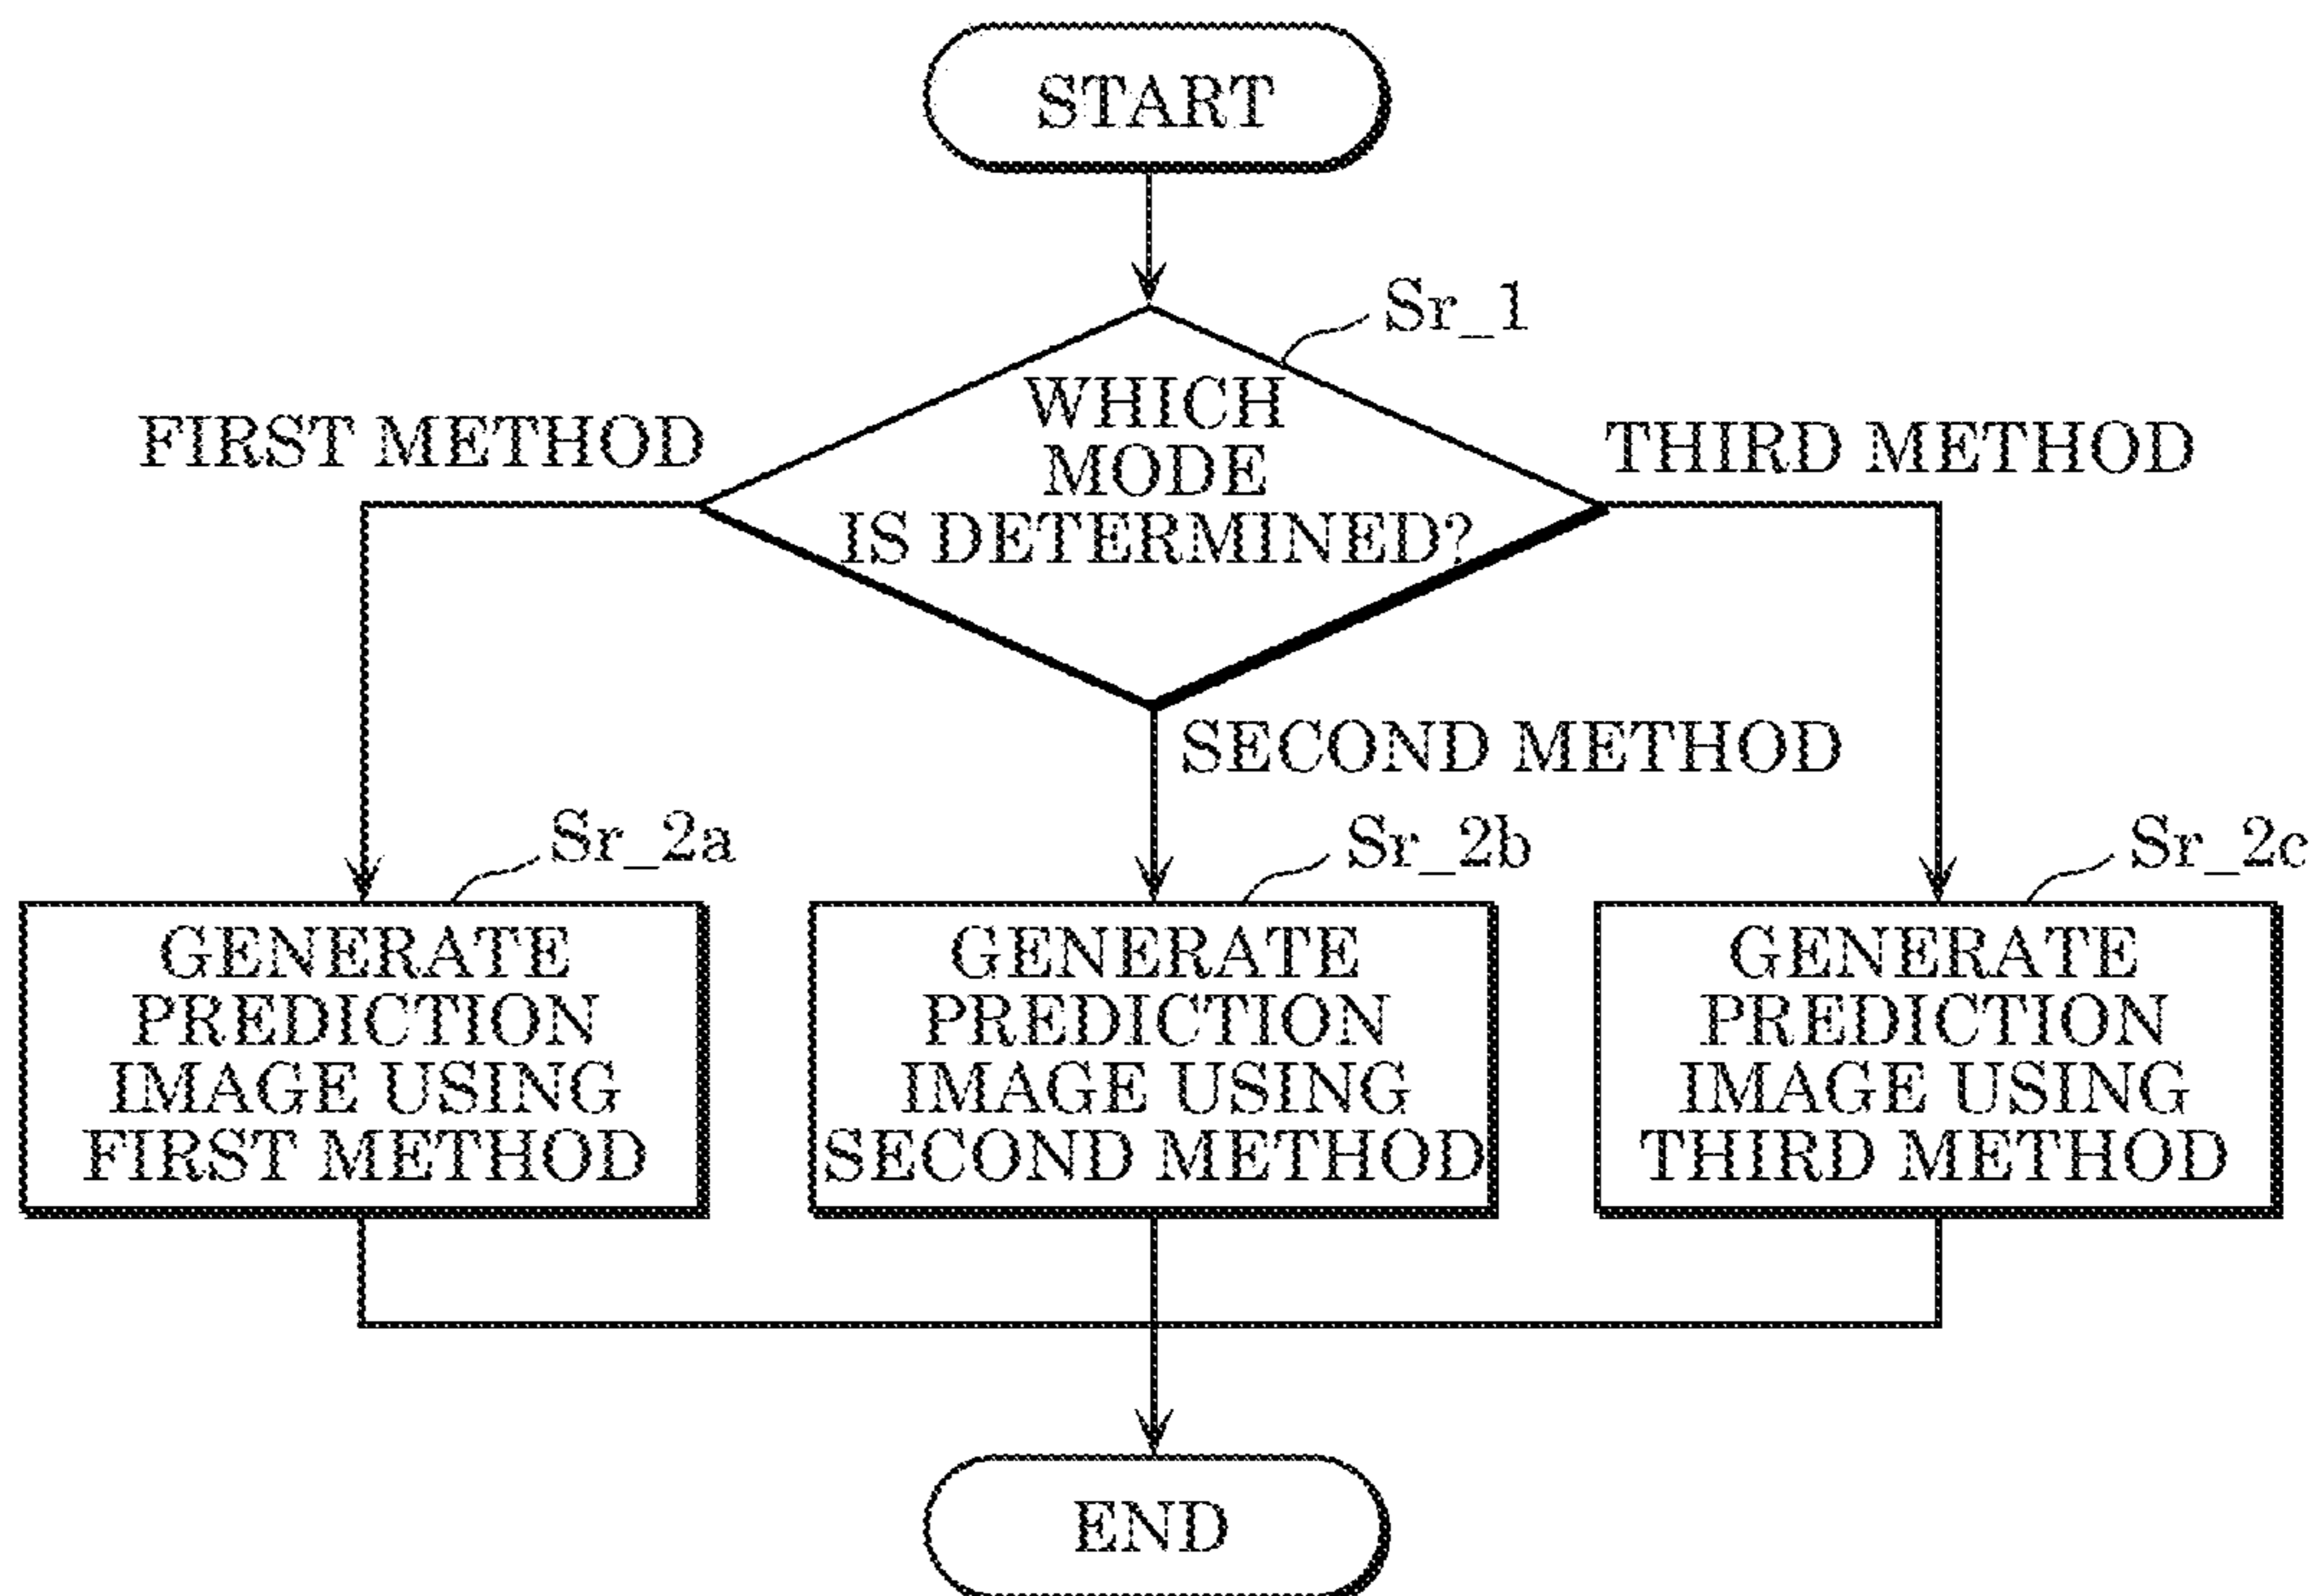 START
Sr_1
WHICH
MODE
IS DETERMINED?
FIRST METHOD
THIRD METHOD
SECOND METHOD
Sr_2a
GENERATE
PREDICTION
IMAGE USING
FIRST METHOD
Sr_2b
GENERATE
PREDICTION
IMAGE USING
SECOND METHOD
Sr_2c
GENERATE
PREDICTION
IMAGE USING
THIRD METHOD
END